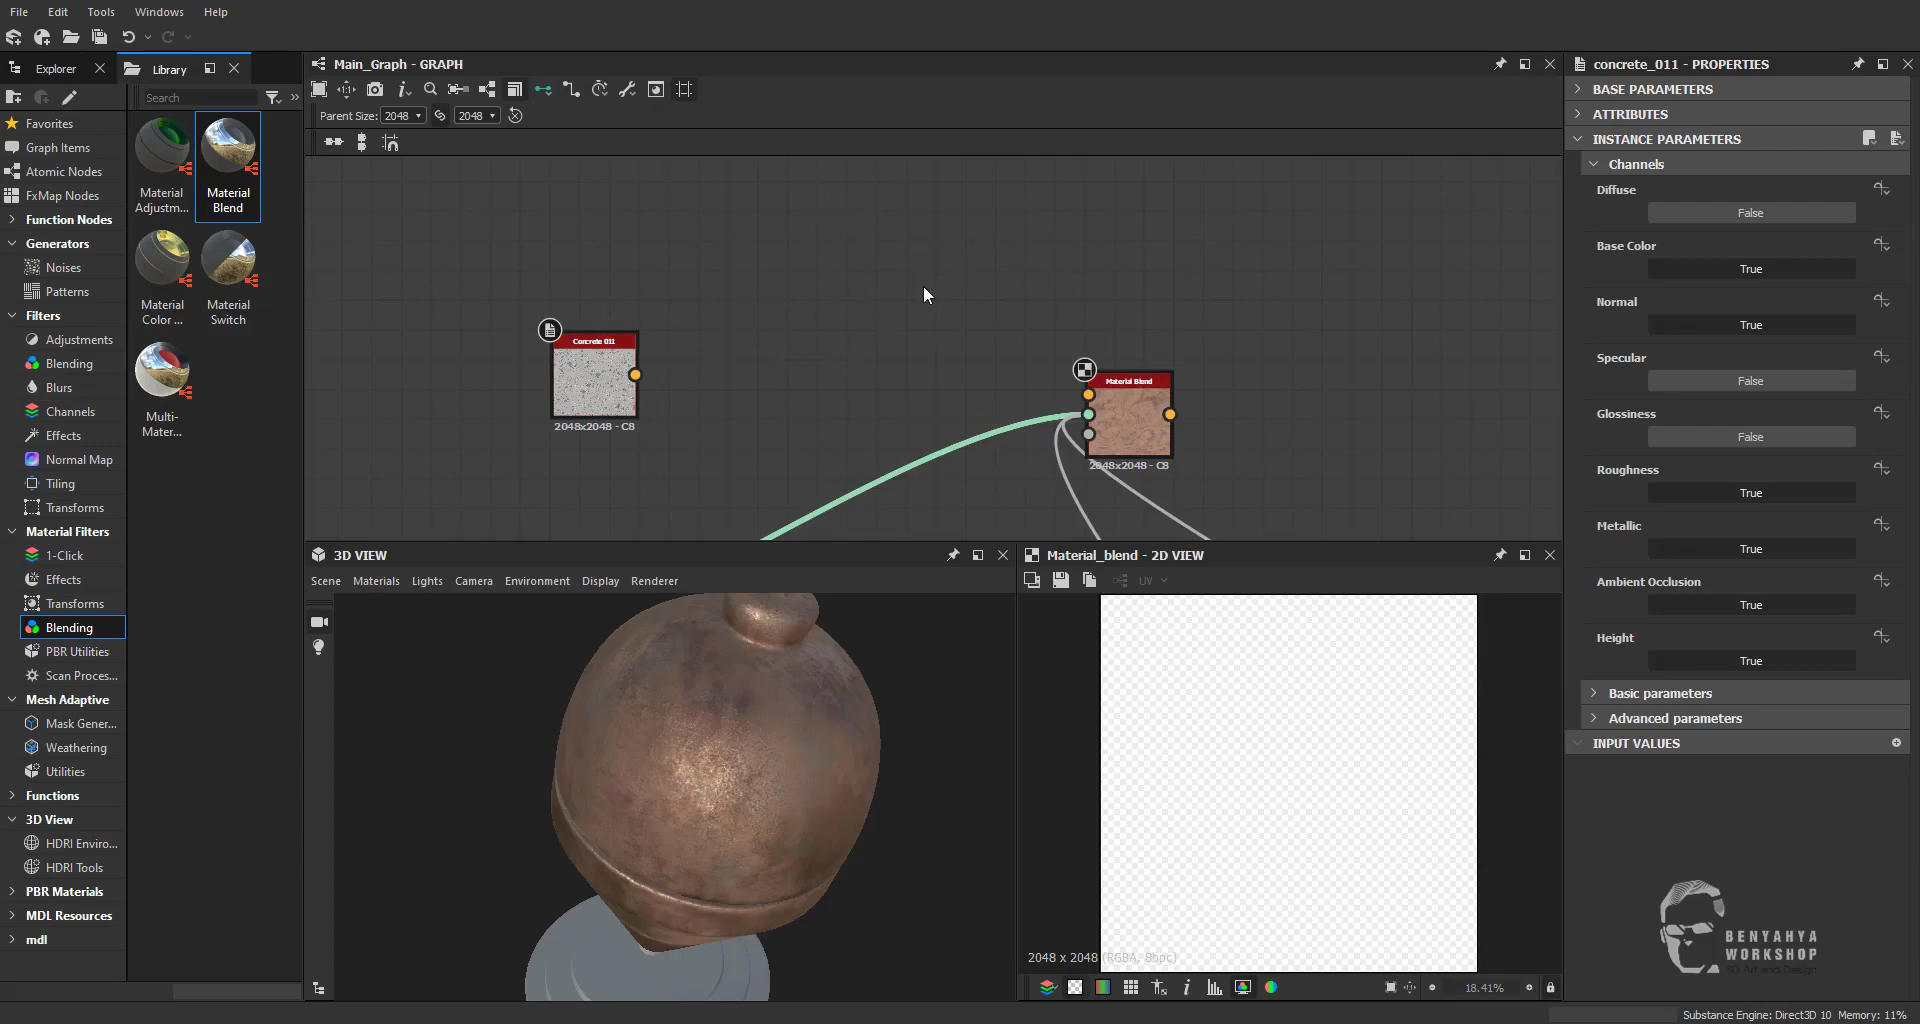 File Edit Tools Windows Help
Explorer
Library
Main_Graph - GRAPH
concrete_011 - PROPERTIES
Search
Parent Size: 2048 2048
Favorites
Graph Items
Atomic Nodes
FxMap Nodes
Function Nodes
Generators
Noises
Patterns
Filters
Adjustments
Blending
Blurs
Channels
Effects
Normal Map
Tiling
Transforms
Material Filters
1-Click
Effects
Transforms
Blending
PBR Utilities
Scan Proces...
Mesh Adaptive
Mask Gener...
Weathering
Utilities
Functions
3D View
HDRI Enviro...
HDRI Tools
PBR Materials
MDL Resources
mdl
Material
Adjustm...
Material
Blend
Material
Color ...
Material
Switch
Multi-
Mater...
Concrete 011
2048x2048 - C8
Material Blend
2048x2048 - C8
3D VIEW
Scene Materials Lights Camera Environment Display Renderer
Material_blend - 2D VIEW
UV
2048 x 2048 (RGBA, 8bpc)
18.41%
BASE PARAMETERS
ATTRIBUTES
INSTANCE PARAMETERS
Channels
Diffuse
False
Base Color
True
Normal
True
Specular
False
Glossiness
False
Roughness
True
Metallic
True
Ambient Occlusion
True
Height
True
Basic parameters
Advanced parameters
INPUT VALUES
BENYAHYA
WORKSHOP
3D Art and Design
Substance Engine: Direct3D 10 Memory: 11%